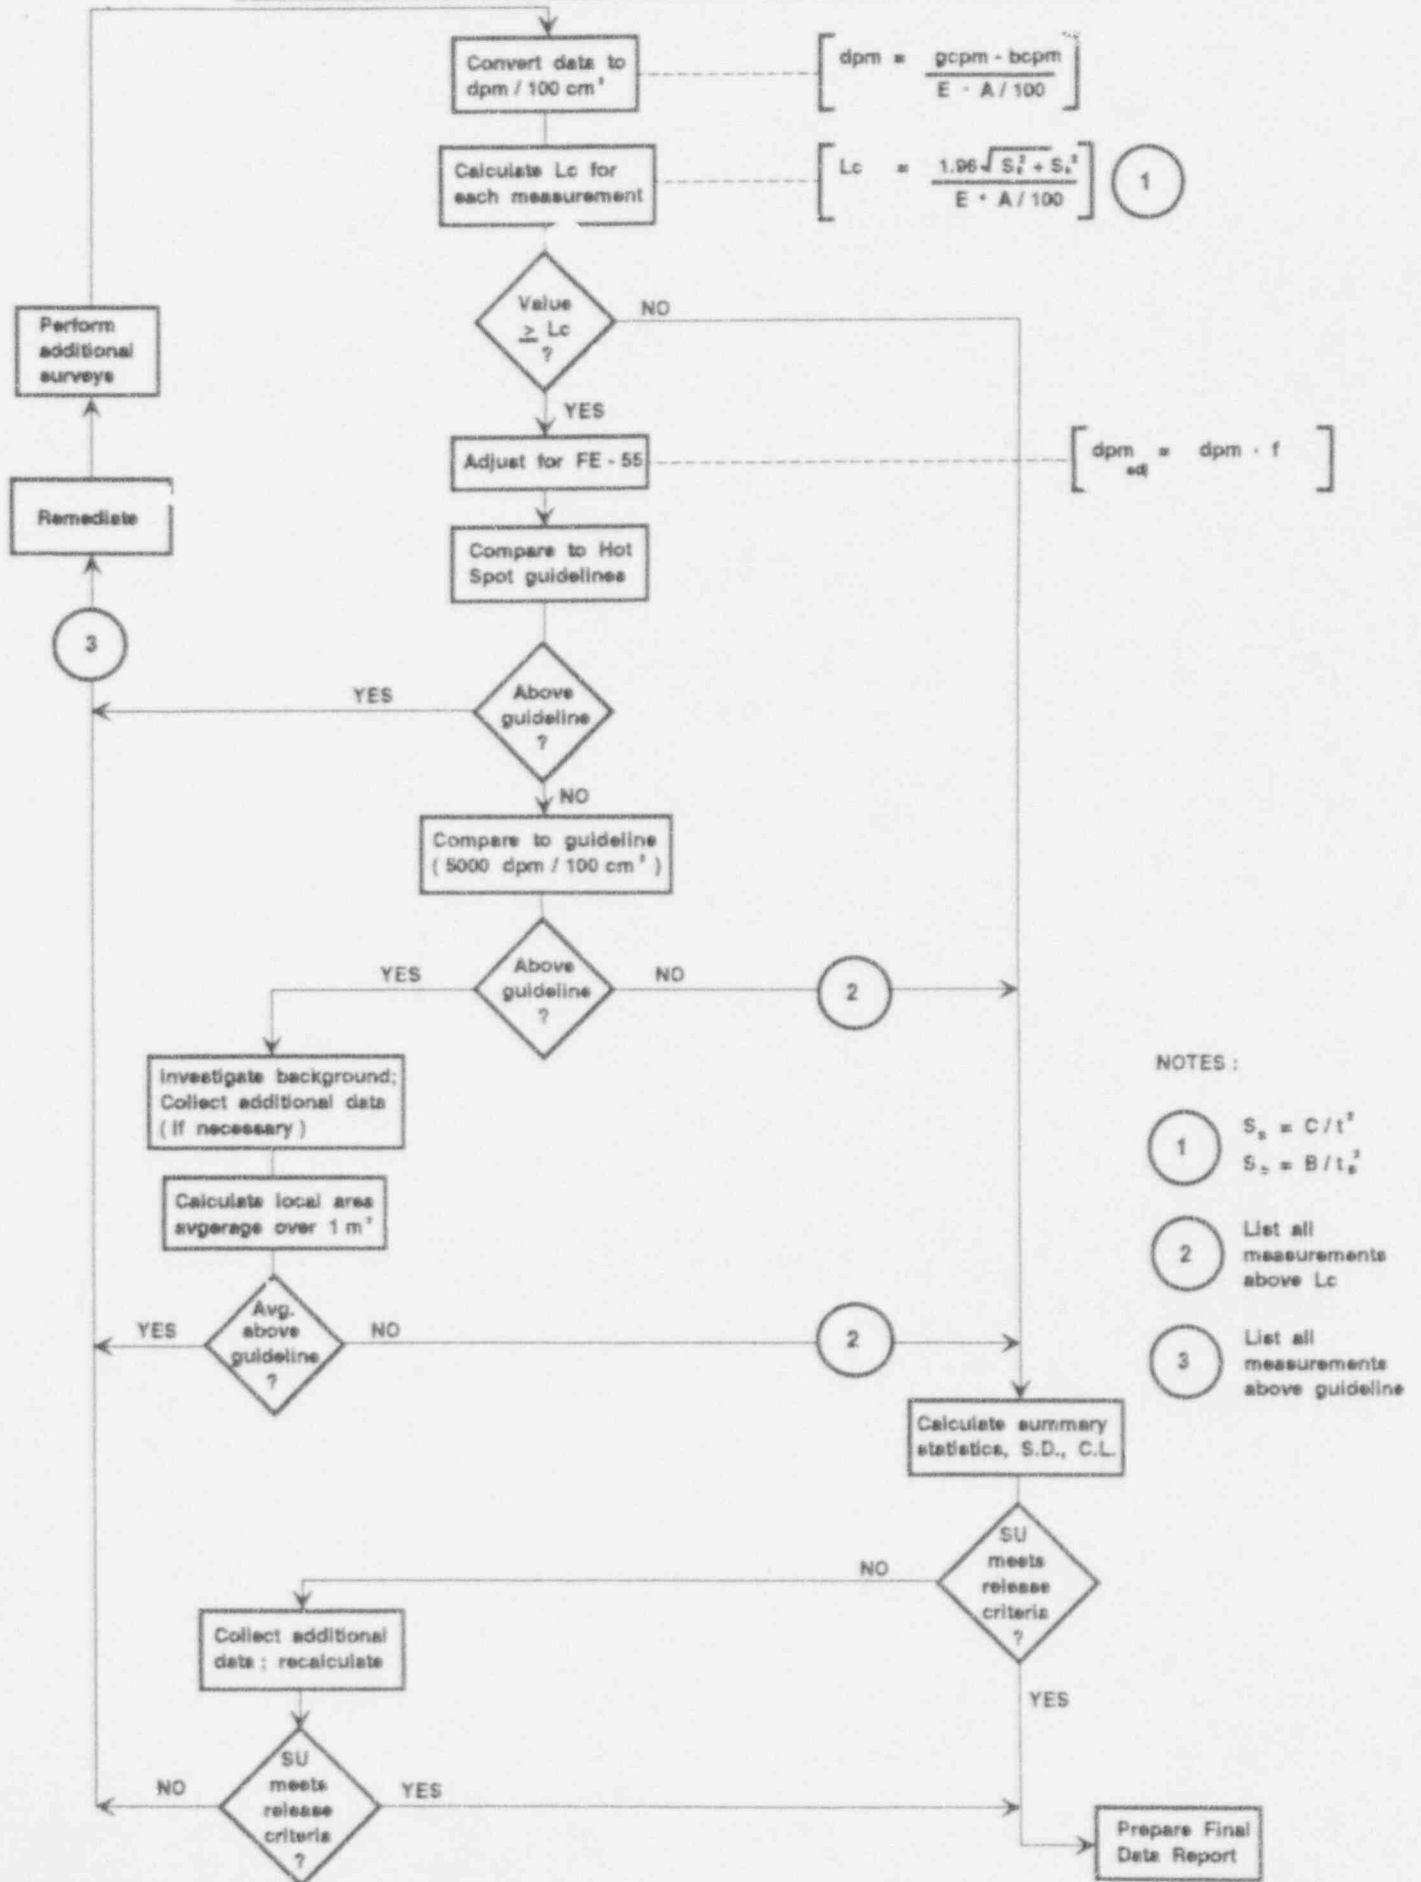 Convert data to
dpm / 100 cm²
dpm = gcpm - bcpm
E · A / 100
Calculate Lc for
each measurement
Lc = 1.96 √
E · A / 100
1
Value
≥ Lc
?
NO
YES
Perform
additional
surveys
Remediate
3
Adjust for FE - 55
dpm adj = dpm · f
Compare to Hot
Spot guidelines
YES
Above
guideline
?
NO
Compare to guideline
( 5000 dpm / 100 cm² )
YES
Above
guideline
?
NO
2
Investigate background;
Collect additional data
( if necessary )
Calculate local area
avgerage over 1 m²
YES
Avg.
above
guideline
?
NO
2
NOTES :
1
= C / t²
= B / t
2
List all
measurements
above Lc
3
List all
measurements
above guideline
Calculate summary
statistics, S.D., C.L.
NO
SU
meets
release
criteria
?
YES
Collect additional
data ; recalculate
NO
SU
meets
release
criteria
?
YES
Prepare Final
Data Report